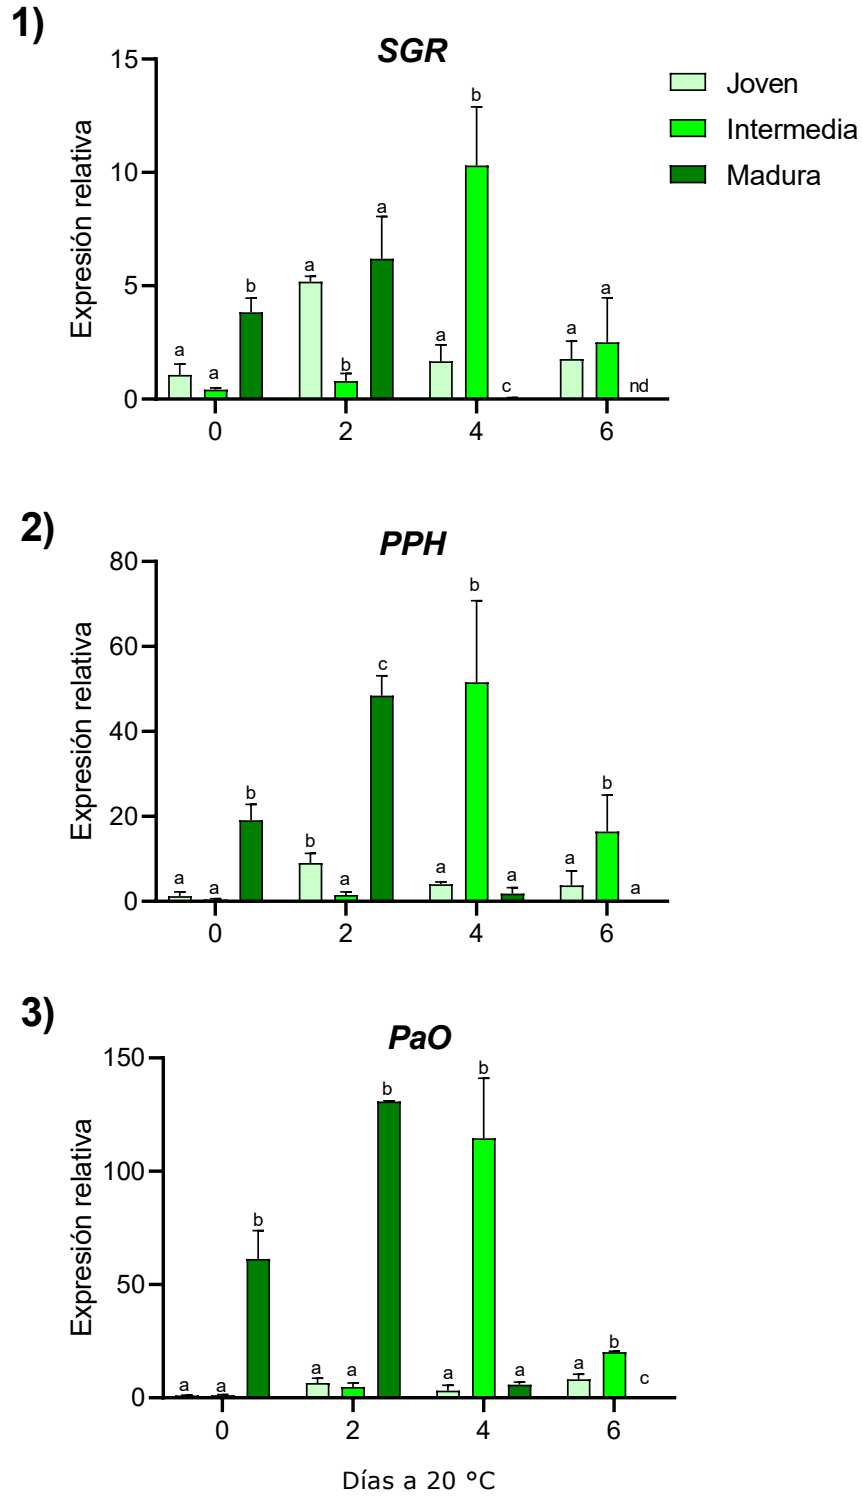 1)
SGR
15
10
5
0
Expresión relativa
a a b
a b a
a b c
a a nd
0 2 4 6
Joven
Intermedia
Madura
2)
PPH
80
60
40
20
0
Expresión relativa
a a b
b a c
a b a
a b a
0 2 4 6
3)
PaO
150
100
50
0
Expresión relativa
a a b
a a b
a b a
a b c
0 2 4 6
Días a 20 °C